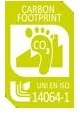 CARBON
FOOTPRINT
CO2
UNI EN ISO
14064-1